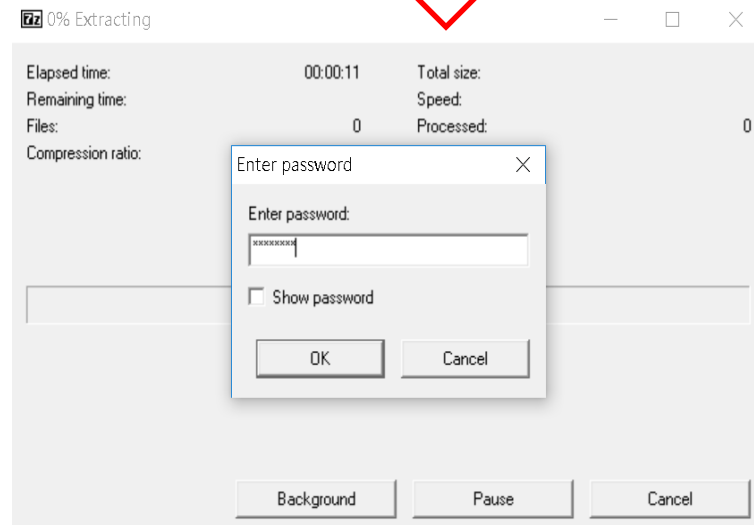 7z 0% Extracting
Elapsed time: 00:00:11 Total size:
Remaining time: Speed:
Files: 0 Processed: 0
Compression ratio:
Enter password
Enter password:
********
Show password
OK Cancel
Background Pause Cancel